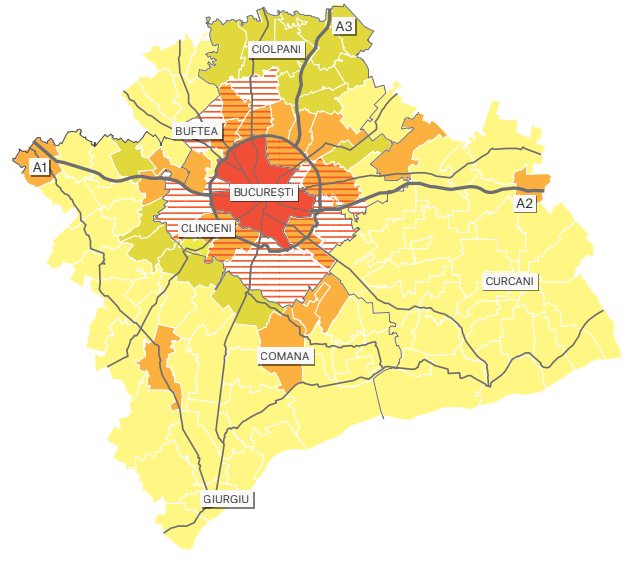 A3
CIOLPANI
BUFTEA
A1
BUCUREȘTI
A2
CLINCENI
CURCANI
COMANA
GIURGIU